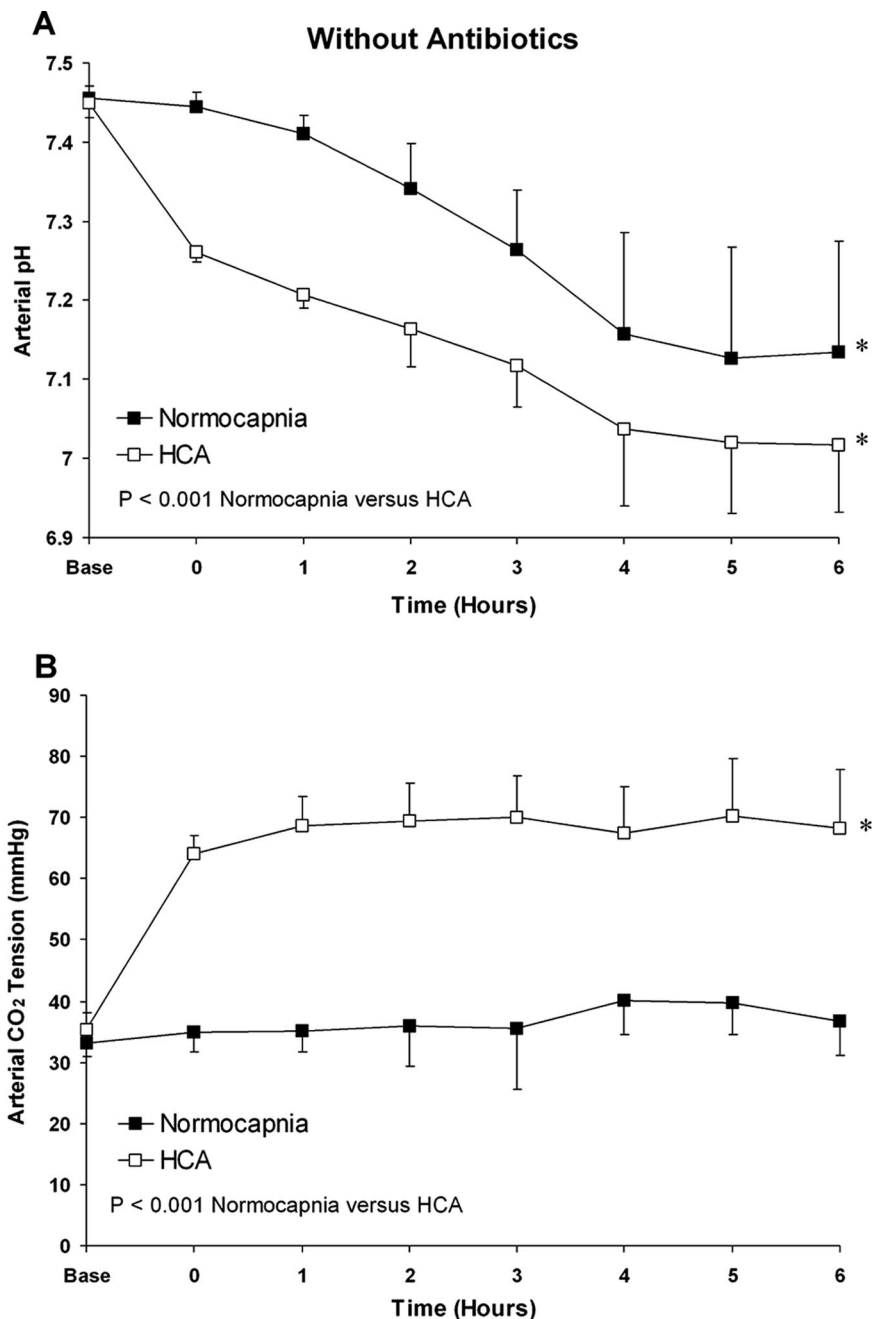 A
Without Antibiotics
7.5
7.4
7.3
7.2
7.1
7
6.9
Arterial pH
*
*
Normocapnia
HCA
P < 0.001 Normocapnia versus HCA
Base 0 1 2 3 4 5 6
Time (Hours)
B
90
80
70
60
50
40
30
20
10
0
Arterial CO2 Tension (mmHg)
*
Normocapnia
HCA
P < 0.001 Normocapnia versus HCA
Base 0 1 2 3 4 5 6
Time (Hours)